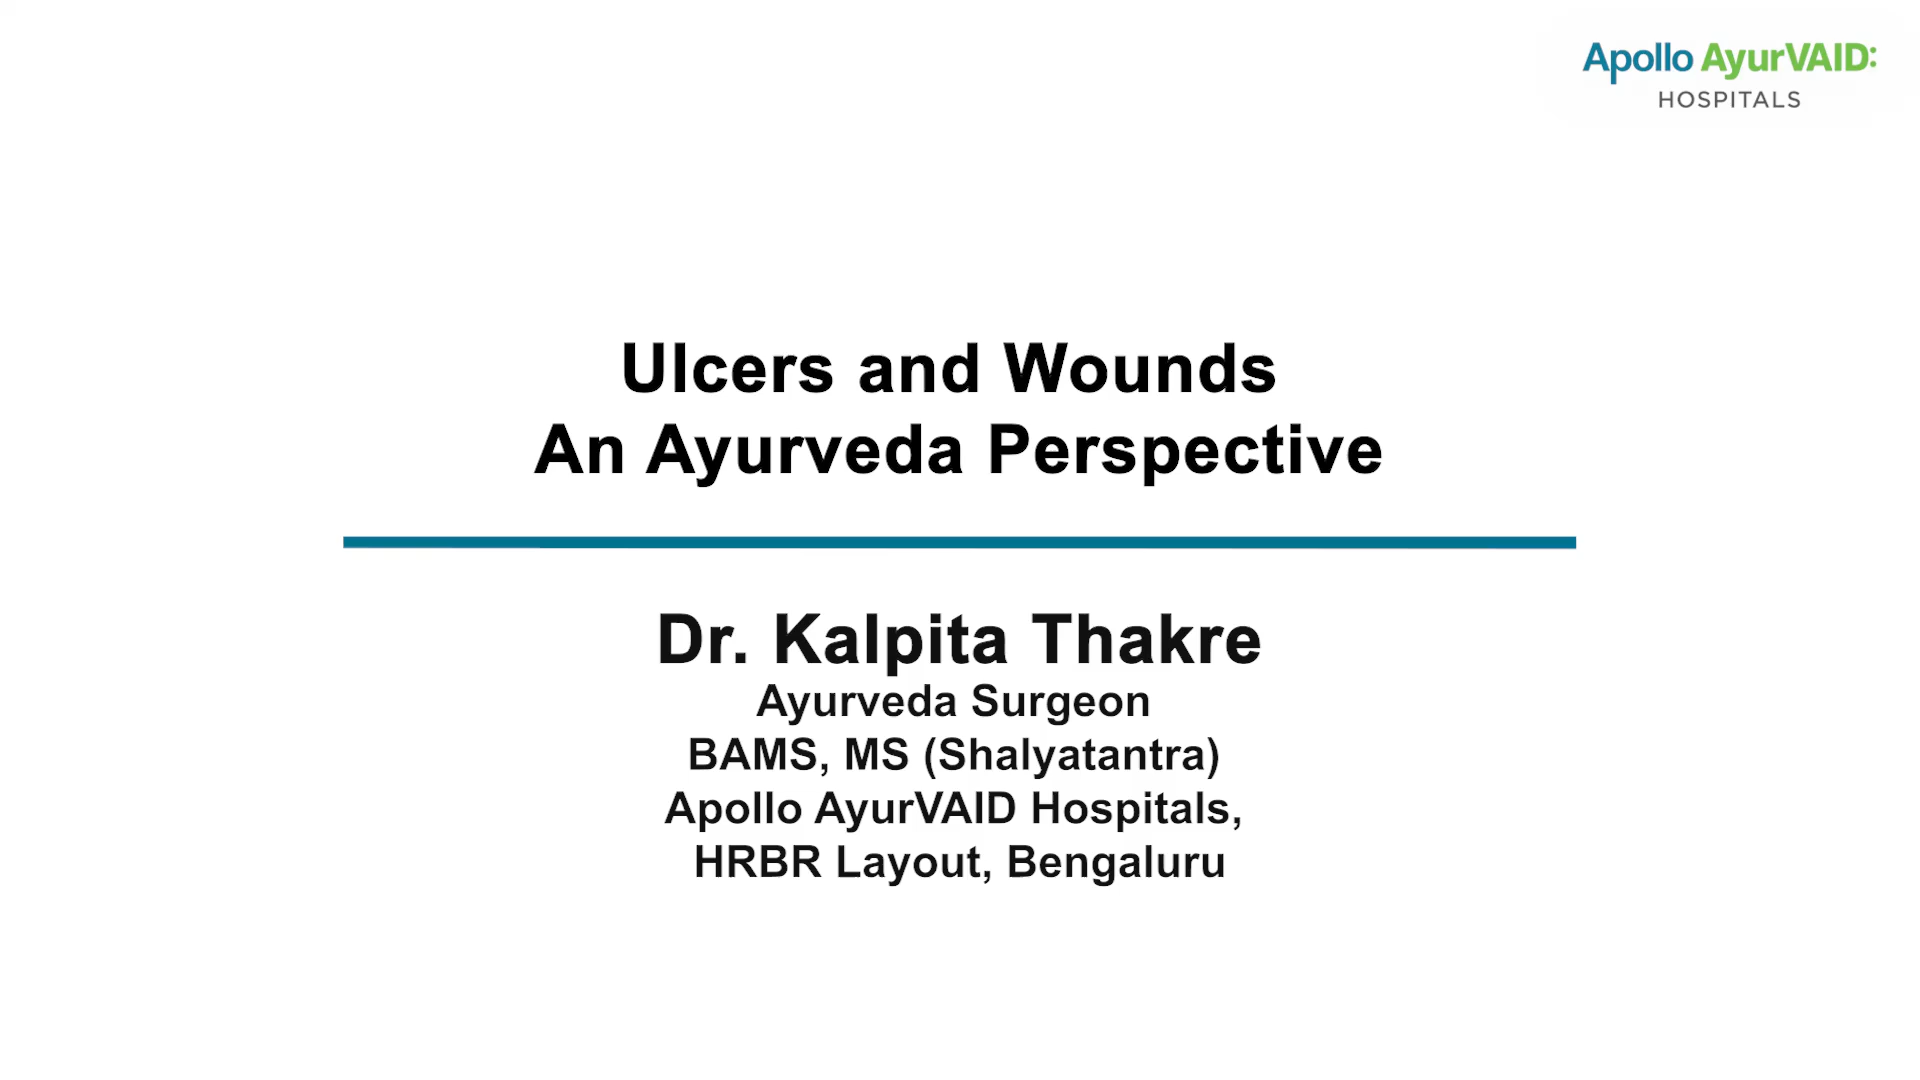 Apollo AyurVAID:
HOSPITALS
Ulcers and Wounds
An Ayurveda Perspective
Dr. Kalpita Thakre
Ayurveda Surgeon
BAMS, MS (Shalyatantra)
Apollo AyurVAID Hospitals,
HRBR Layout, Bengaluru